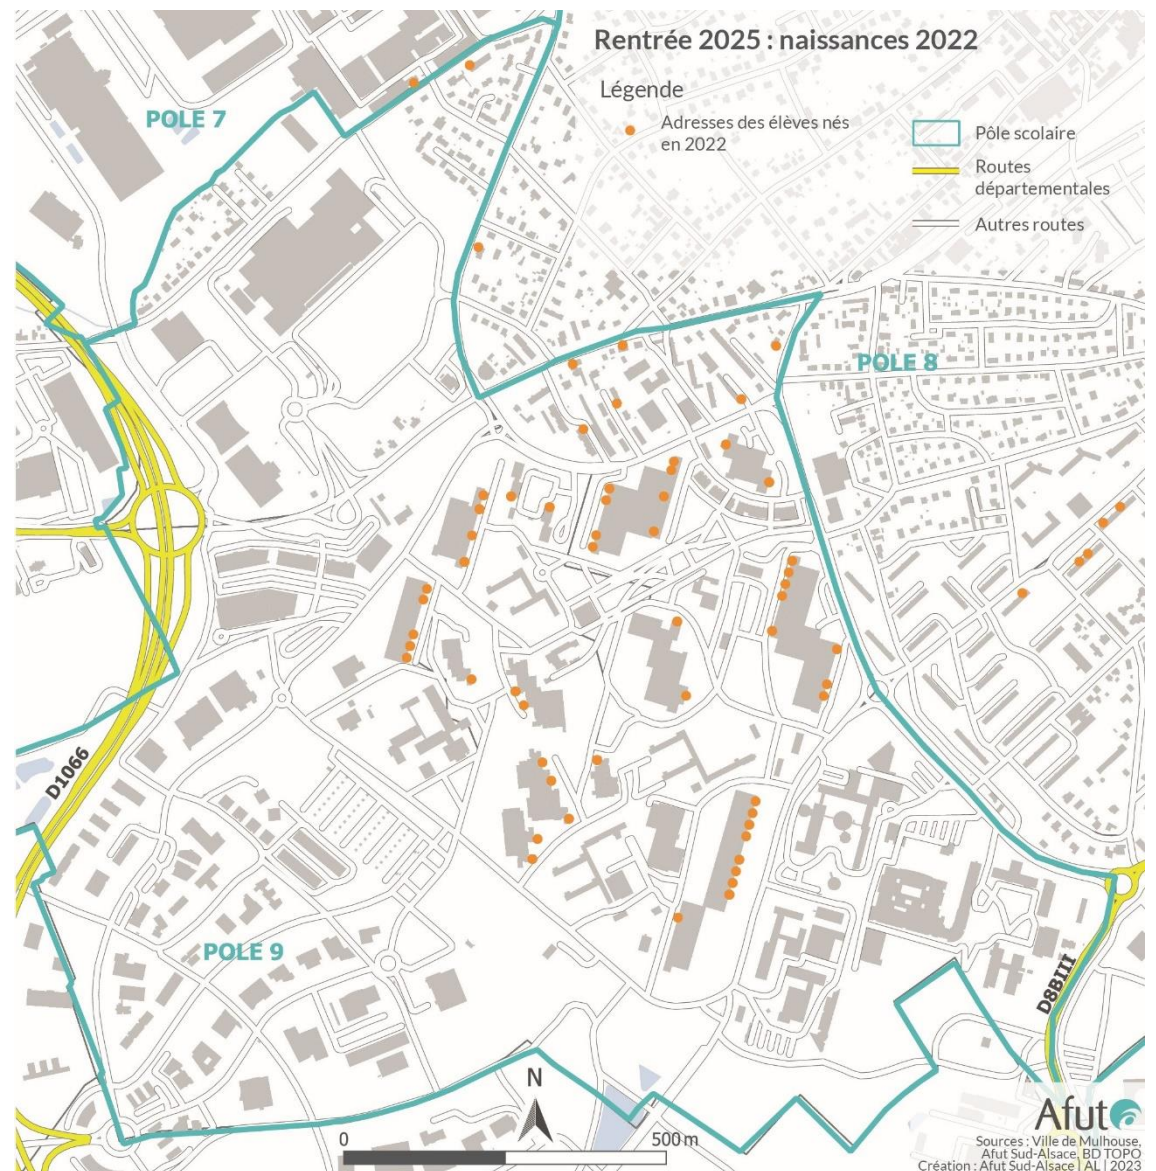 Rentrée 2025 : naissances 2022
Légende
Adresses des élèves nés
en 2022
Pôle scolaire
Routes
départementales
Autres routes
POLE 7
POLE 8
D1066
POLE 9
D8BIII
N
0
500 m
Afut
Sources : Ville de Mulhouse,
Afut Sud-Alsace, BD TOPO
Création : Afut Sud-Alsace | AL | 2023